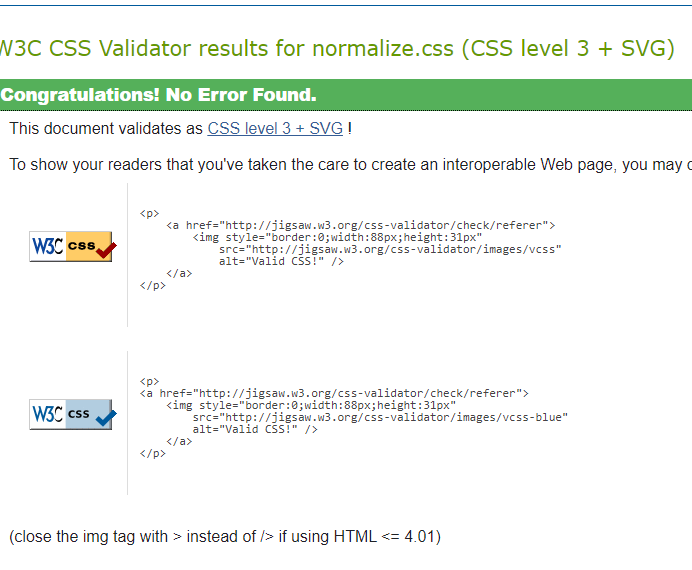 W3C CSS Validator results for normalize.css (CSS level 3 + SVG)
Congratulations! No Error Found.
This document validates as CSS level 3 + SVG !
To show your readers that you've taken the care to create an interoperable Web page, you may
W3C css
<p>
<a href="http://jigsaw.w3.org/css-validator/check/referer">
<img style="border:0;width:88px;height:31px"
src="http://jigsaw.w3.org/css-validator/images/vcss"
alt="Valid CSS!" />
</a>
</p>
W3C css
<p>
<a href="http://jigsaw.w3.org/css-validator/check/referer">
<img style="border:0;width:88px;height:31px"
src="http://jigsaw.w3.org/css-validator/images/vcss-blue"
alt="Valid CSS!" />
</a>
</p>
(close the img tag with > instead of /> if using HTML <= 4.01)